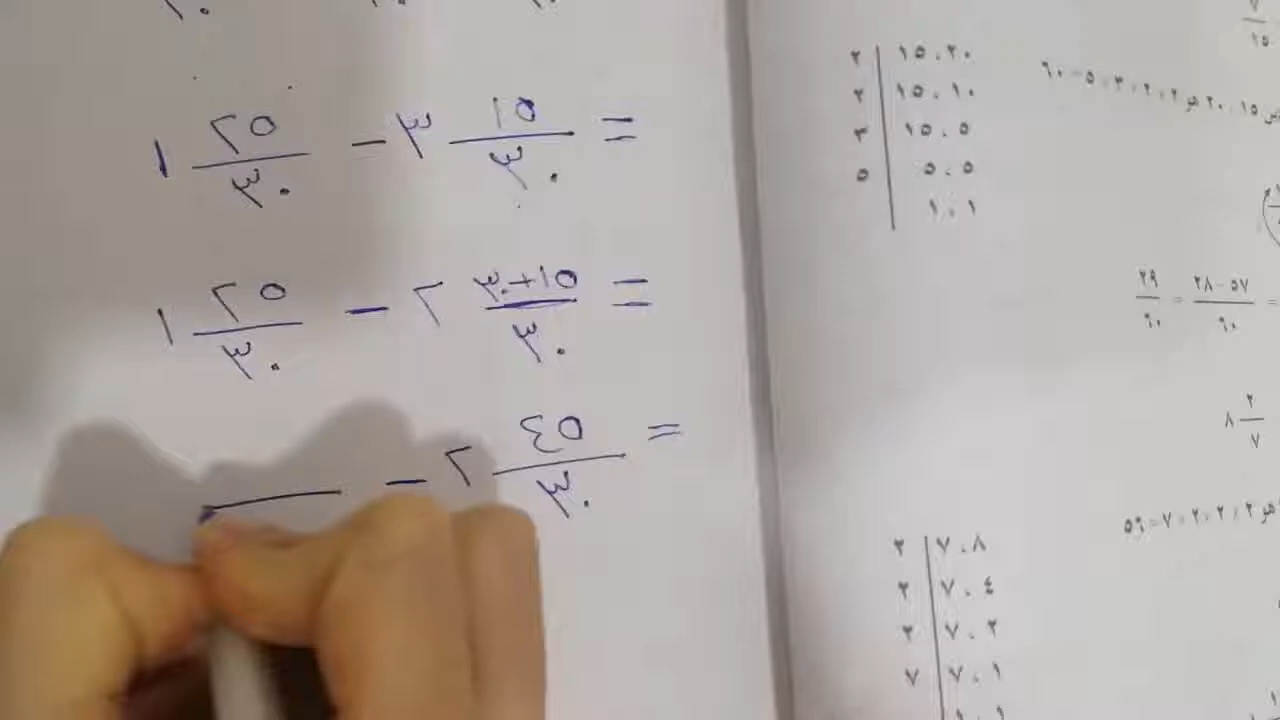 = ٣ ١٥/٣٠ − ١ ٢٥/٣٠
= ٢ ٣٠+١٥/٣٠ − ١ ٢٥/٣٠
= ٢ ٤٥/٣٠ −
٢ | ١٥ ، ٢٠
٢ | ١٥ ، ١٠
٣ | ١٥ ، ٥
٥ | ٥ ، ٥
١ ، ١
٢٨ − ٥٧/٩٠ = ٢٩/٩٠
٨ ٢/٧
٢ | ٧ ، ٨
٢ | ٧ ، ٤
٢ | ٧ ، ٢
٧ | ٧ ، ١